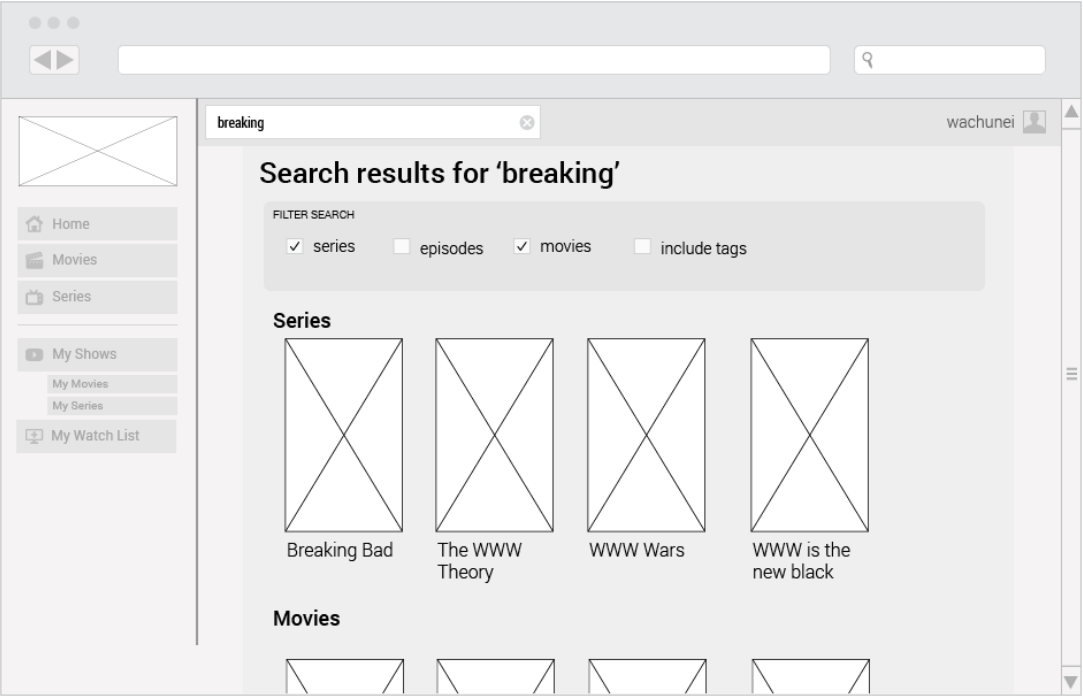 breaking
wachunei
Home
Movies
Series
My Shows
My Movies
My Series
My Watch List
Search results for ‘breaking’
FILTER SEARCH
series episodes movies include tags
Series
Breaking Bad
The WWW
Theory
WWW Wars
WWW is the
new black
Movies